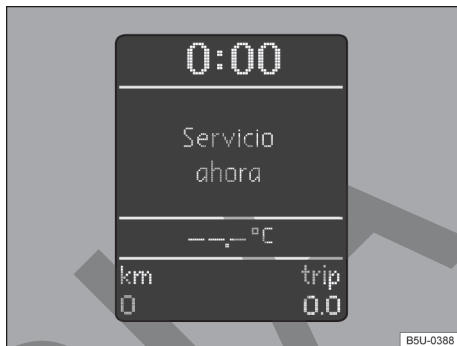 0:00
Servicio
ahora
--.- °C
km trip
0 0.0
B5U-0388